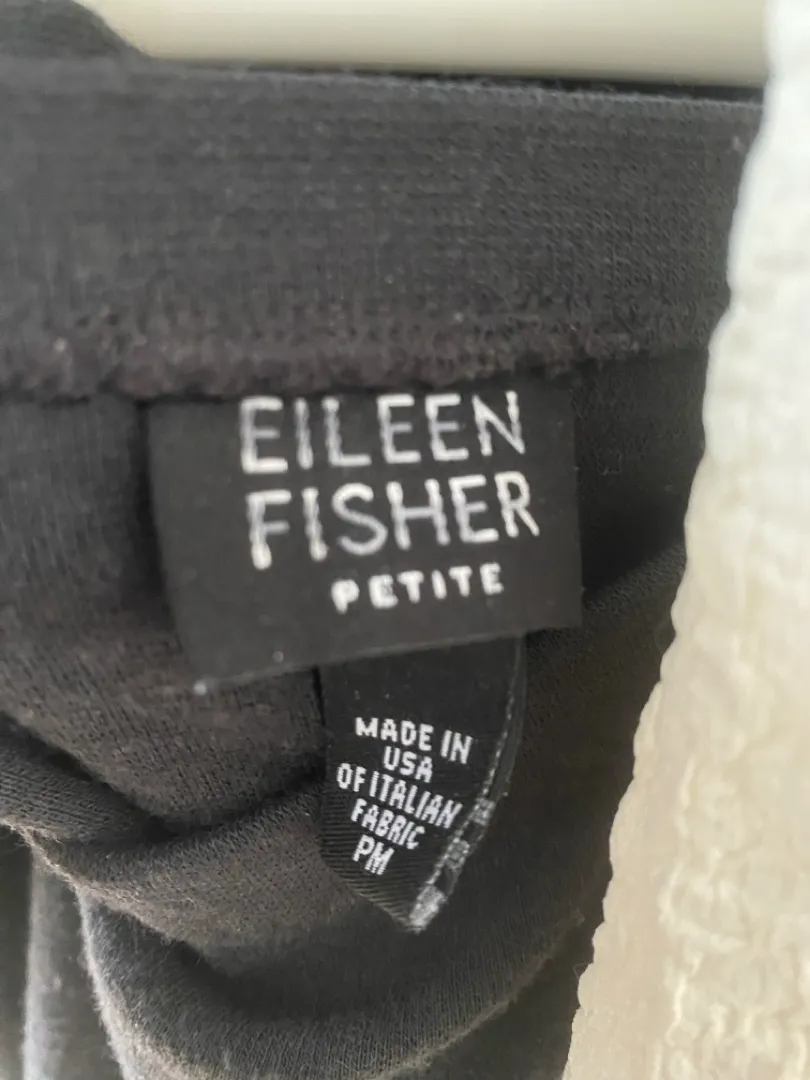 EILEEN
FISHER
PETITE
MADE IN
USA
OF ITALIAN
FABRIC
PM